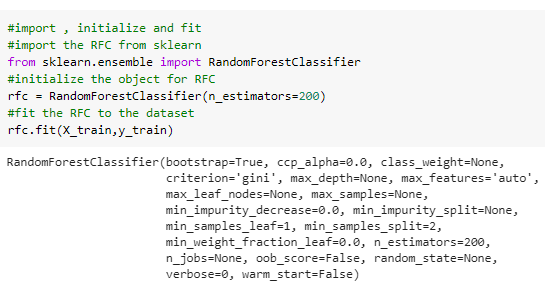 #import , initialize and fit
#import the RFC from sklearn
from sklearn.ensemble import RandomForestClassifier
#initialize the object for RFC
rfc = RandomForestClassifier(n_estimators=200)
#fit the RFC to the dataset
rfc.fit(X_train,y_train)
RandomForestClassifier(bootstrap=True, ccp_alpha=0.0, class_weight=None,
criterion='gini', max_depth=None, max_features='auto',
max_leaf_nodes=None, max_samples=None,
min_impurity_decrease=0.0, min_impurity_split=None,
min_samples_leaf=1, min_samples_split=2,
min_weight_fraction_leaf=0.0, n_estimators=200,
n_jobs=None, oob_score=False, random_state=None,
verbose=0, warm_start=False)